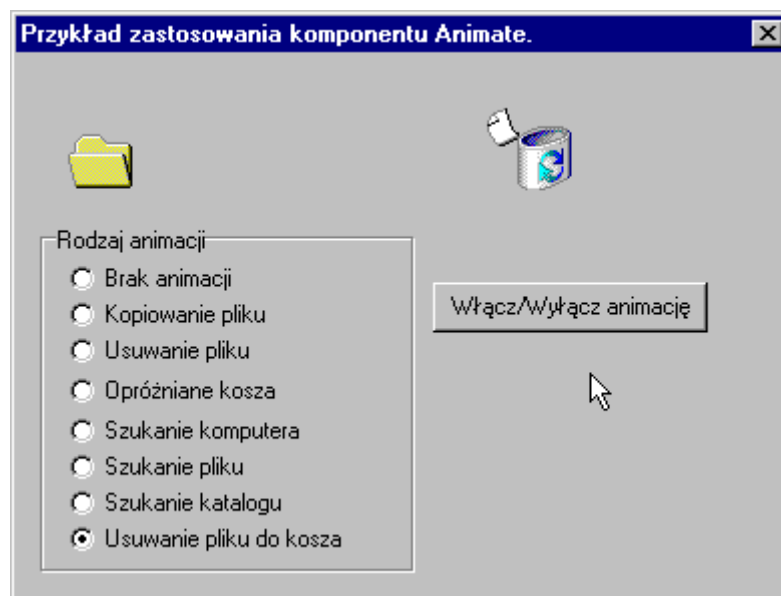 Przykład zastosowania komponentu Animate.
Rodzaj animacji
Brak animacji
Kopiowanie pliku
Usuwanie pliku
Opróżniane kosza
Szukanie komputera
Szukanie pliku
Szukanie katalogu
Usuwanie pliku do kosza
Włącz/Wyłącz animację